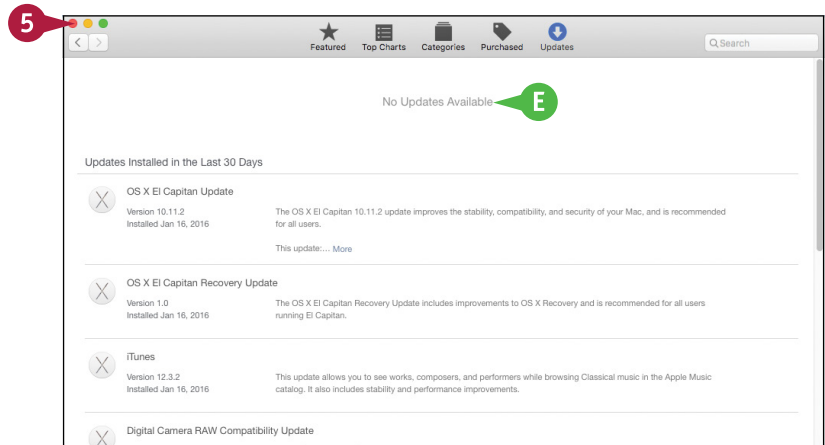 5
Featured Top Charts Categories Purchased Updates
Search
No Updates Available
E
Updates Installed in the Last 30 Days
OS X El Capitan Update
Version 10.11.2
Installed Jan 16, 2016
The OS X El Capitan 10.11.2 update improves the stability, compatibility, and security of your Mac, and is recommended
for all users.
This update:... More
OS X El Capitan Recovery Update
Version 1.0
Installed Jan 16, 2016
The OS X El Capitan Recovery Update includes improvements to OS X Recovery and is recommended for all users
running El Capitan.
iTunes
Version 12.3.2
Installed Jan 16, 2016
This update allows you to see works, composers, and performers while browsing Classical music in the Apple Music
catalog. It also includes stability and performance improvements.
Digital Camera RAW Compatibility Update